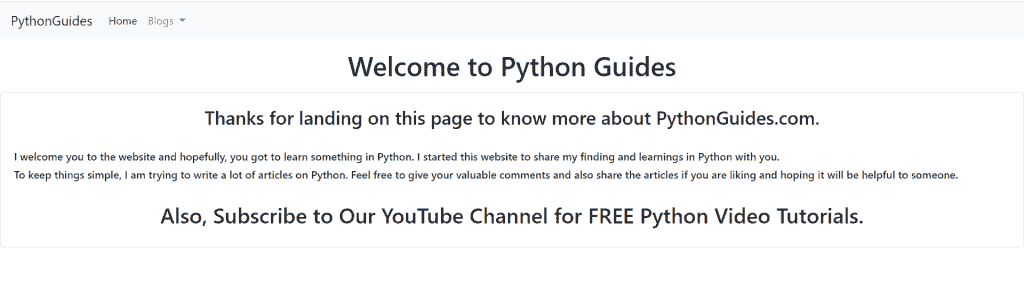 PythonGuides Home Blogs
Welcome to Python Guides
Thanks for landing on this page to know more about PythonGuides.com.
I welcome you to the website and hopefully, you got to learn something in Python. I started this website to share my finding and learnings in Python with you.
To keep things simple, I am trying to write a lot of articles on Python. Feel free to give your valuable comments and also share the articles if you are liking and hoping it will be helpful to someone.
Also, Subscribe to Our YouTube Channel for FREE Python Video Tutorials.